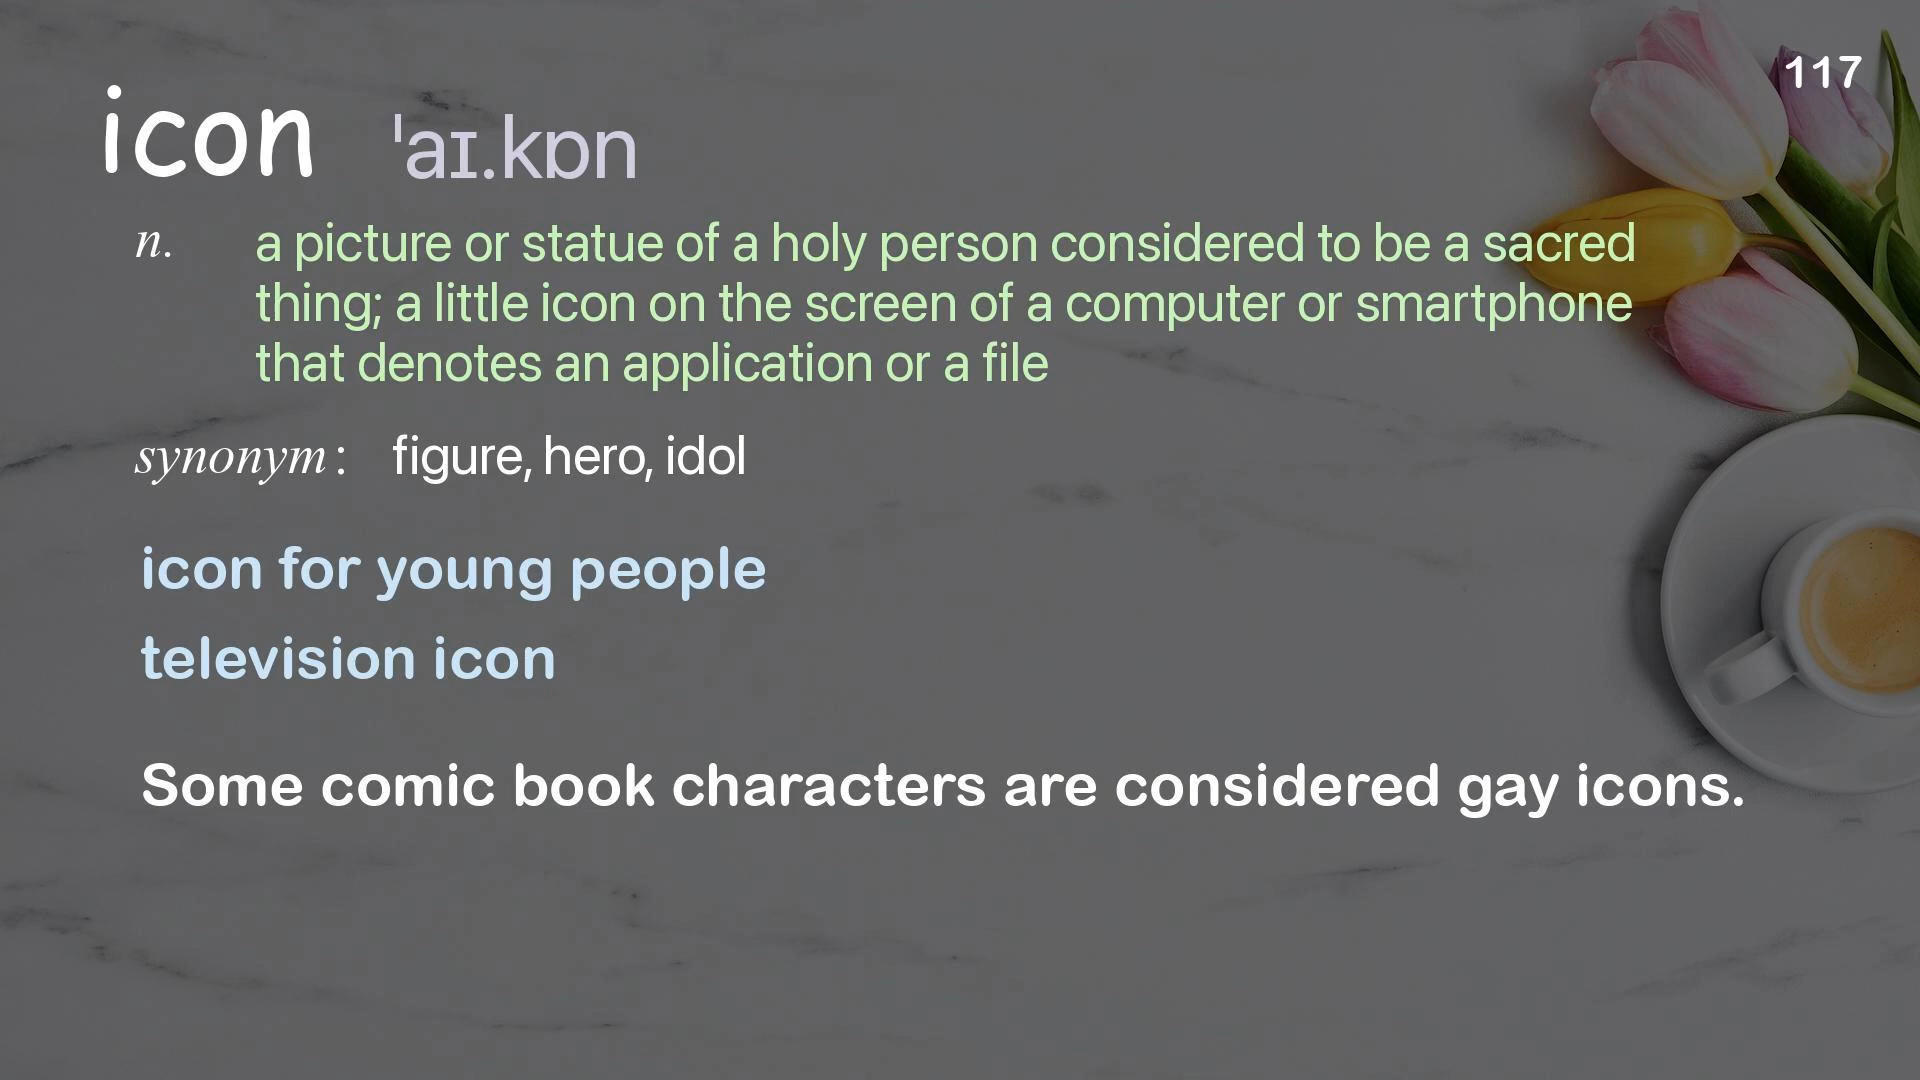 117
icon ˈaɪ.kɒn
n. a picture or statue of a holy person considered to be a sacred
thing; a little icon on the screen of a computer or smartphone
that denotes an application or a file
synonym: figure, hero, idol
icon for young people
television icon
Some comic book characters are considered gay icons.